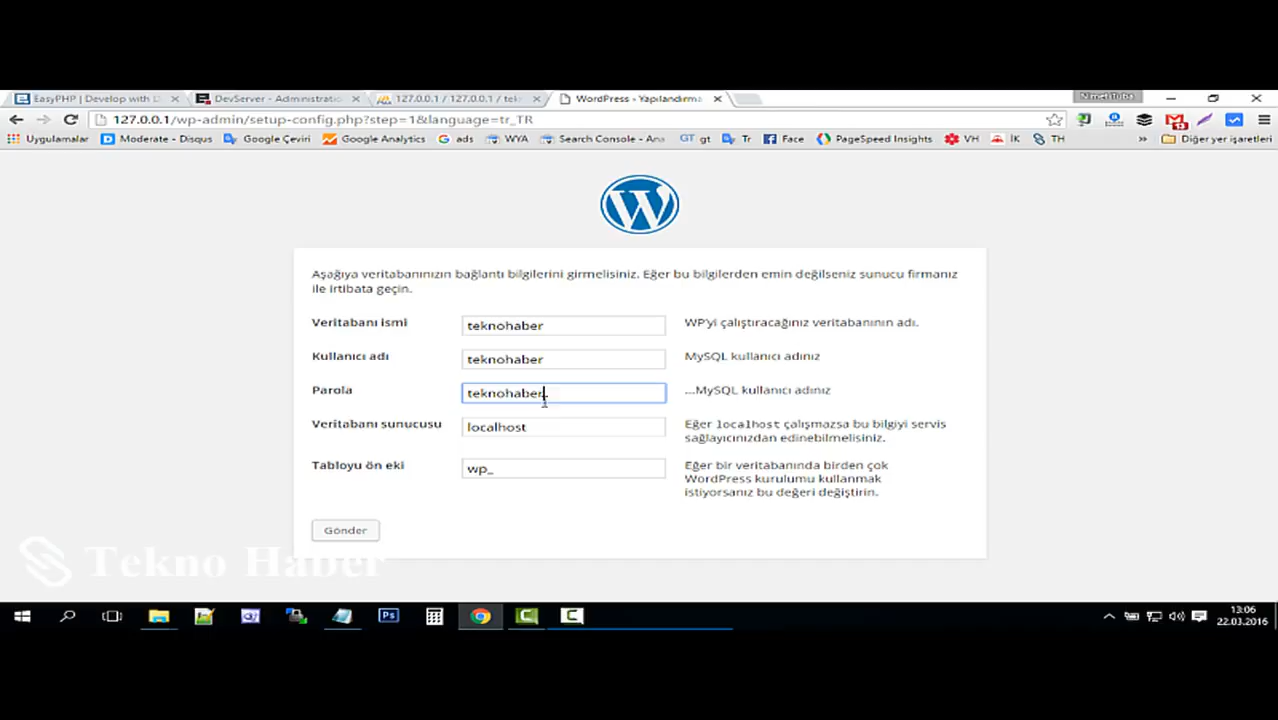 EasyPHP | Develop with D
DevServer - Administratio
127.0.0.1 / 127.0.0.1 / tek
WordPress › Yapılandırma
Nimet Tuba
127.0.0.1/wp-admin/setup-config.php?step=1&language=tr_TR
Uygulamalar
Moderate - Disqus
Google Çeviri
Google Analytics
ads
WYA
Search Console - Ana
GT gt
Tr
Face
PageSpeed Insights
VH
İK
TH
»
Diğer yer işaretleri
Aşağıya veritabanınızın bağlantı bilgilerini girmelisiniz. Eğer bu bilgilerden emin değilseniz sunucu firmanız
ile irtibata geçin.
Veritabanı ismi
teknohaber
WP'yi çalıştıracağınız veritabanının adı.
Kullanıcı adı
teknohaber
MySQL kullanıcı adınız
Parola
teknohaber
...MySQL kullanıcı adınız
Veritabanı sunucusu
localhost
Eğer localhost çalışmazsa bu bilgiyi servis
sağlayıcınızdan edinebilmelisiniz.
Tabloyu ön eki
wp_
Eğer bir veritabanında birden çok
WordPress kurulumu kullanmak
istiyorsanız bu değeri değiştirin.
Gönder
Tekno Haber
Ps
13:06
22.03.2016